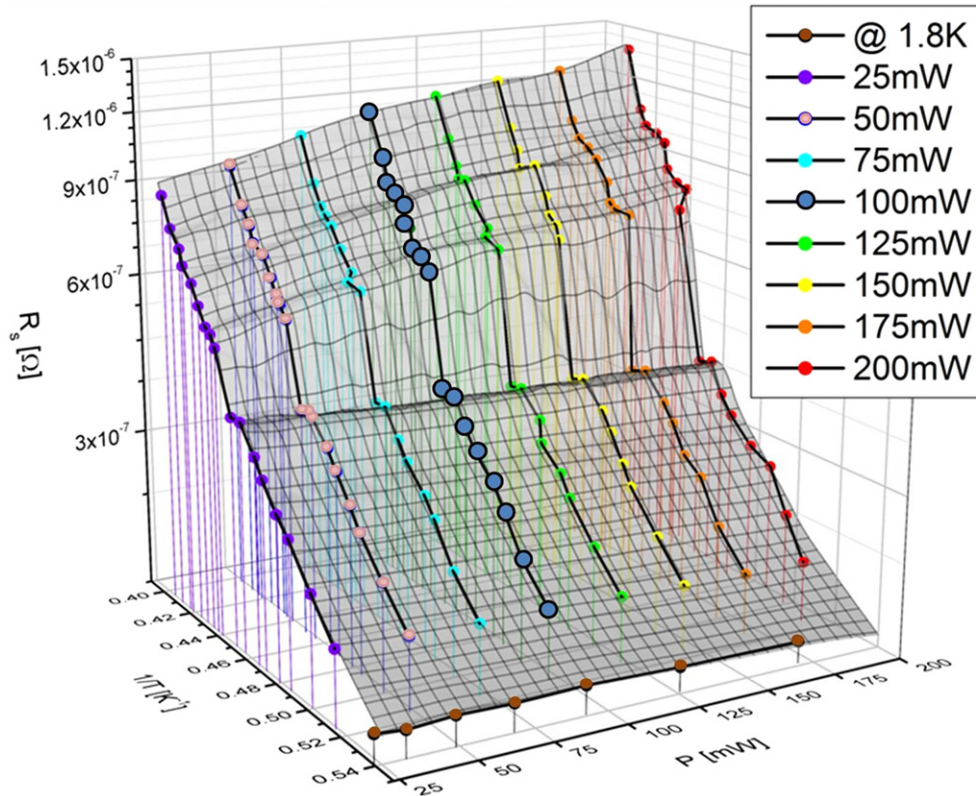 @ 1.8K
25mW
50mW
75mW
100mW
125mW
150mW
175mW
200mW
1.5x10⁻⁶
1.2x10⁻⁶
9x10⁻⁷
6x10⁻⁷
3x10⁻⁷
Rₛ [Ω]
0.40
0.42
0.44
0.46
0.48
0.50
0.52
0.54
1/T [K⁻¹]
25
50
75
100
125
150
175
200
P [mW]